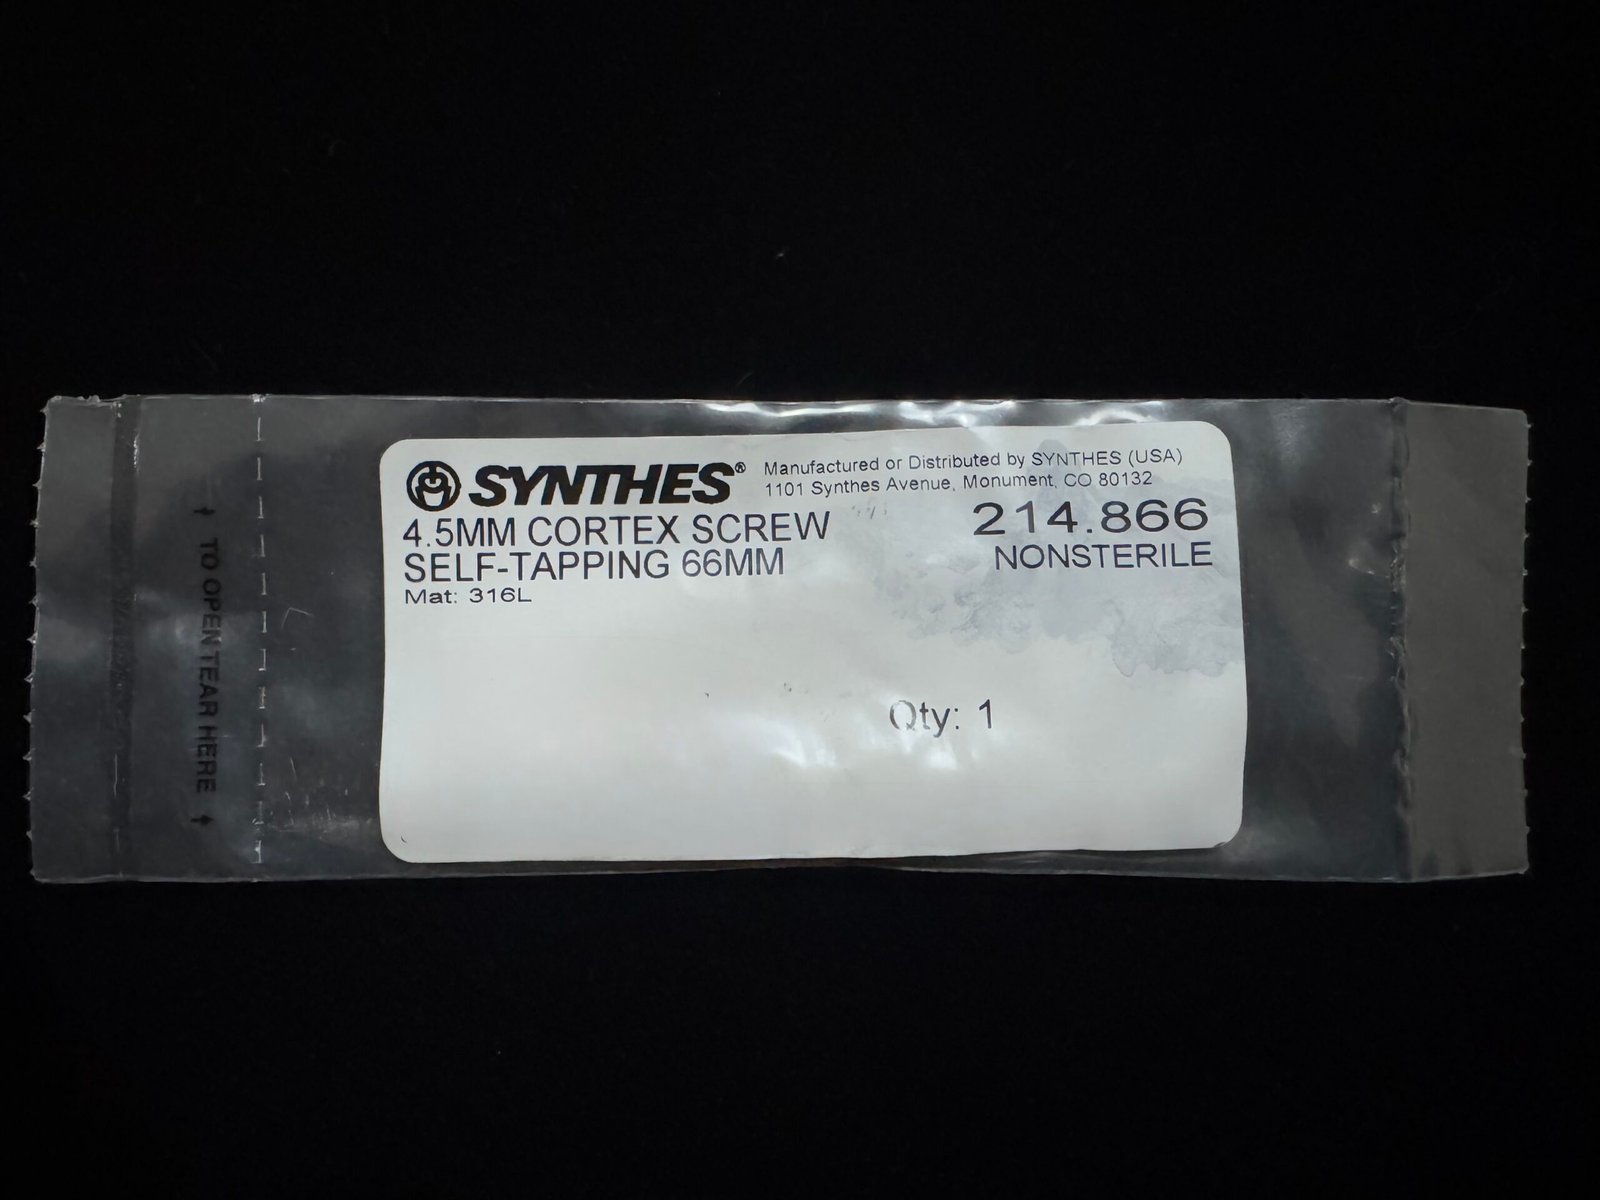 SYNTHES®
Manufactured or Distributed by SYNTHES (USA)
1101 Synthes Avenue, Monument, CO 80132
4.5MM CORTEX SCREW
SELF-TAPPING 66MM
Mat: 316L
214.866
NONSTERILE
Qty: 1
TO OPEN TEAR HERE